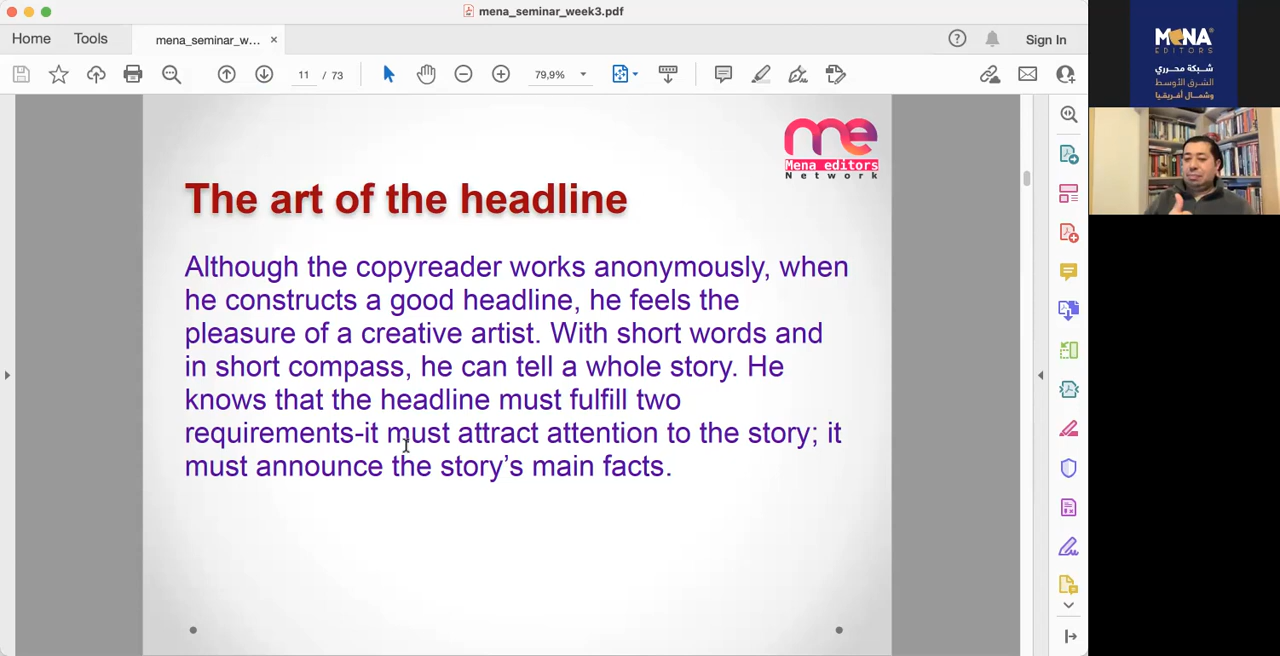 mena_seminar_week3.pdf
Home Tools mena_seminar_w... × Sign In
11 / 73 79,9%
me
Mena editors
Network
The art of the headline
Although the copyreader works anonymously, when
he constructs a good headline, he feels the
pleasure of a creative artist. With short words and
in short compass, he can tell a whole story. He
knows that the headline must fulfill two
requirements-it must attract attention to the story; it
must announce the story’s main facts.
MENA
EDITORS
شبكة محرري
الشرق الأوسط
وشمال أفريقيا